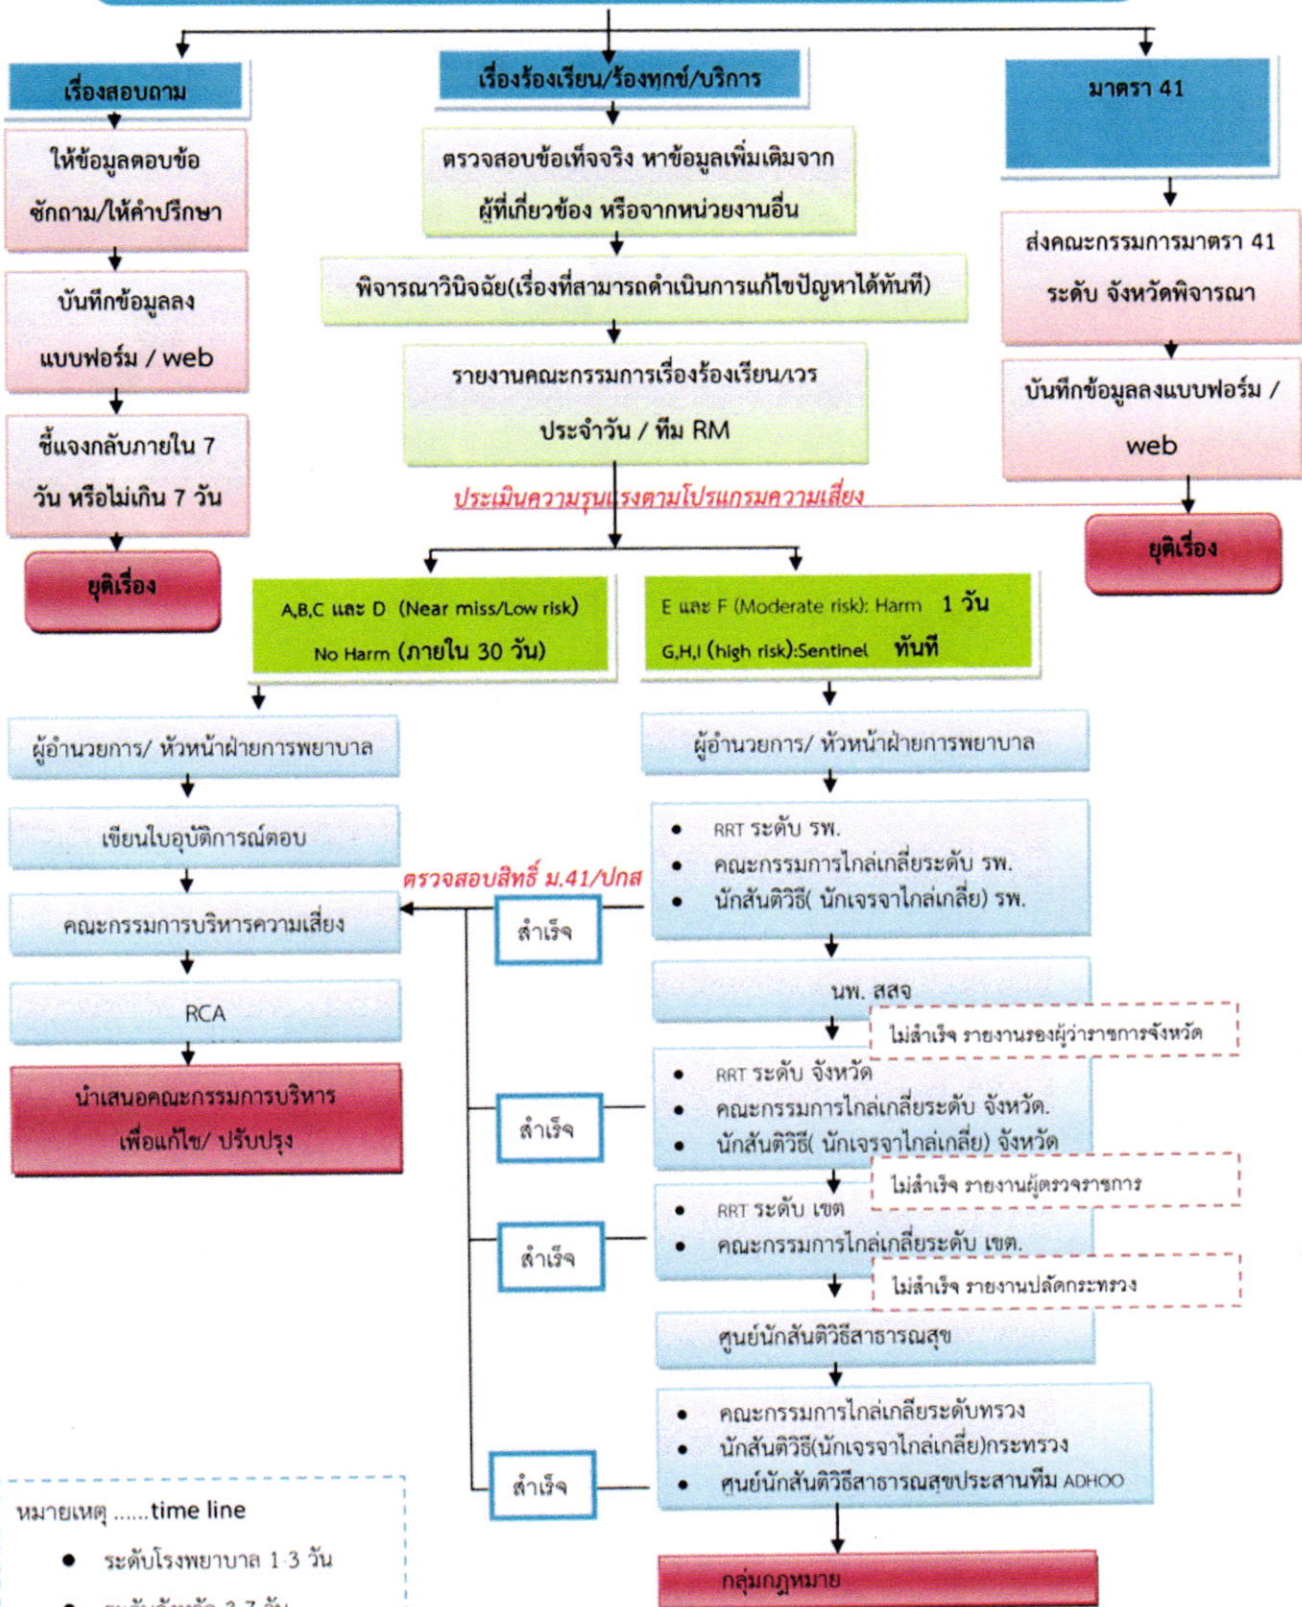 เรื่องสอบถาม
ให้ข้อมูลตอบข้อ
ซักถาม/ให้คำปรึกษา
บันทึกข้อมูลลง
แบบฟอร์ม / web
ชี้แจงกลับภายใน 7
วัน หรือไม่เกิน 7 วัน
ยุติเรื่อง
เรื่องร้องเรียน/ร้องทุกข์/บริการ
ตรวจสอบข้อเท็จจริง หาข้อมูลเพิ่มเติมจาก
ผู้ที่เกี่ยวข้อง หรือจากหน่วยงานอื่น
พิจารณาวินิจฉัย(เรื่องที่สามารถดำเนินการแก้ไขปัญหาได้ทันที)
รายงานคณะกรรมการเรื่องร้องเรียน/เวร
ประจำวัน / ทีม RM
มาตรา 41
ส่งคณะกรรมการมาตรา 41
ระดับ จังหวัดพิจารณา
บันทึกข้อมูลลงแบบฟอร์ม /
web
ยุติเรื่อง
ประเมินความรุนแรงตามโปรแกรมความเสี่ยง
A,B,C และ D (Near miss/Low risk)
No Harm (ภายใน 30 วัน)
E และ F (Moderate risk): Harm 1 วัน
G,H,I (high risk):Sentinel ทันที
ผู้อำนวยการ/ หัวหน้าฝ่ายการพยาบาล
เขียนใบอุบัติการณ์ตอบ
คณะกรรมการบริหารความเสี่ยง
RCA
นำเสนอคณะกรรมการบริหาร
เพื่อแก้ไข/ ปรับปรุง
ตรวจสอบสิทธิ์ ม.41/ปกส
สำเร็จ
สำเร็จ
สำเร็จ
สำเร็จ
ผู้อำนวยการ/ หัวหน้าฝ่ายการพยาบาล
● RRT ระดับ รพ.
● คณะกรรมการไกล่เกลี่ยระดับ รพ.
● นักสันติวิธี( นักเจรจาไกล่เกลี่ย) รพ.
นพ. สสจ
ไม่สำเร็จ รายงานรองผู้ว่าราชการจังหวัด
● RRT ระดับ จังหวัด
● คณะกรรมการไกล่เกลี่ยระดับ จังหวัด.
● นักสันติวิธี( นักเจรจาไกล่เกลี่ย) จังหวัด
ไม่สำเร็จ รายงานผู้ตรวจราชการ
● RRT ระดับ เขต
● คณะกรรมการไกล่เกลี่ยระดับ เขต.
ไม่สำเร็จ รายงานปลัดกระทรวง
ศูนย์นักสันติวิธีสาธารณสุข
● คณะกรรมการไกล่เกลียระดับทรวง
● นักสันติวิธี(นักเจรจาไกล่เกลี่ย)กระทรวง
● ศูนย์นักสันติวิธีสาธารณสุขประสานทีม ADHOO
กลุ่มกฎหมาย
หมายเหตุ ......time line
● ระดับโรงพยาบาล 1-3 วัน
● ระดับจังหวัด 3-7 วัน